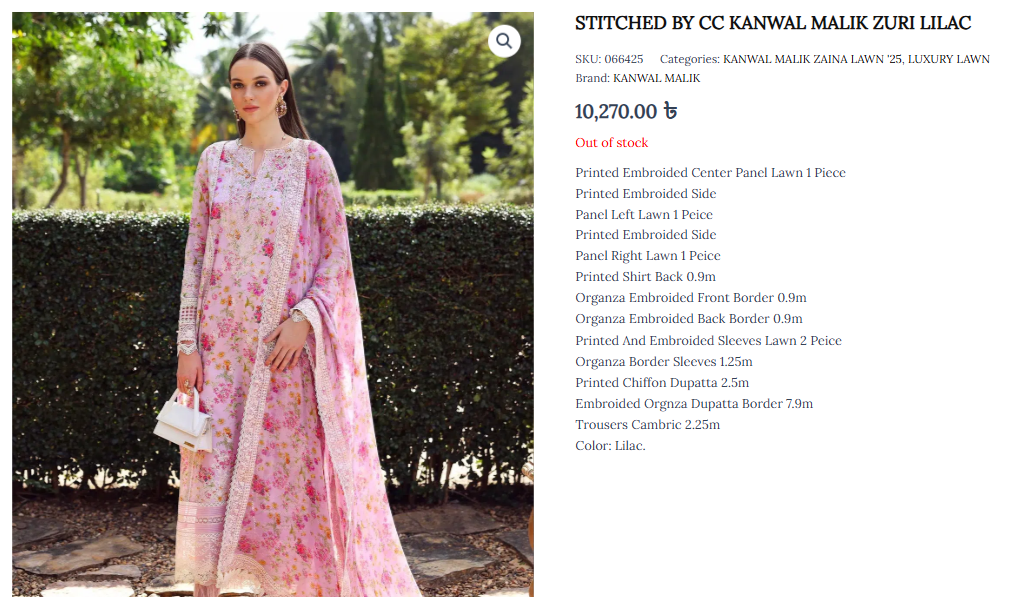 STITCHED BY CC KANWAL MALIK ZURI LILAC
SKU: 066425 Categories: KANWAL MALIK ZAINA LAWN '25, LUXURY LAWN
Brand: KANWAL MALIK
10,270.00 ৳
Out of stock
Printed Embroided Center Panel Lawn 1 Piece
Printed Embroided Side
Panel Left Lawn 1 Peice
Printed Embroided Side
Panel Right Lawn 1 Peice
Printed Shirt Back 0.9m
Organza Embroided Front Border 0.9m
Organza Embroided Back Border 0.9m
Printed And Embroided Sleeves Lawn 2 Peice
Organza Border Sleeves 1.25m
Printed Chiffon Dupatta 2.5m
Embroided Orgnza Dupatta Border 7.9m
Trousers Cambric 2.25m
Color: Lilac.